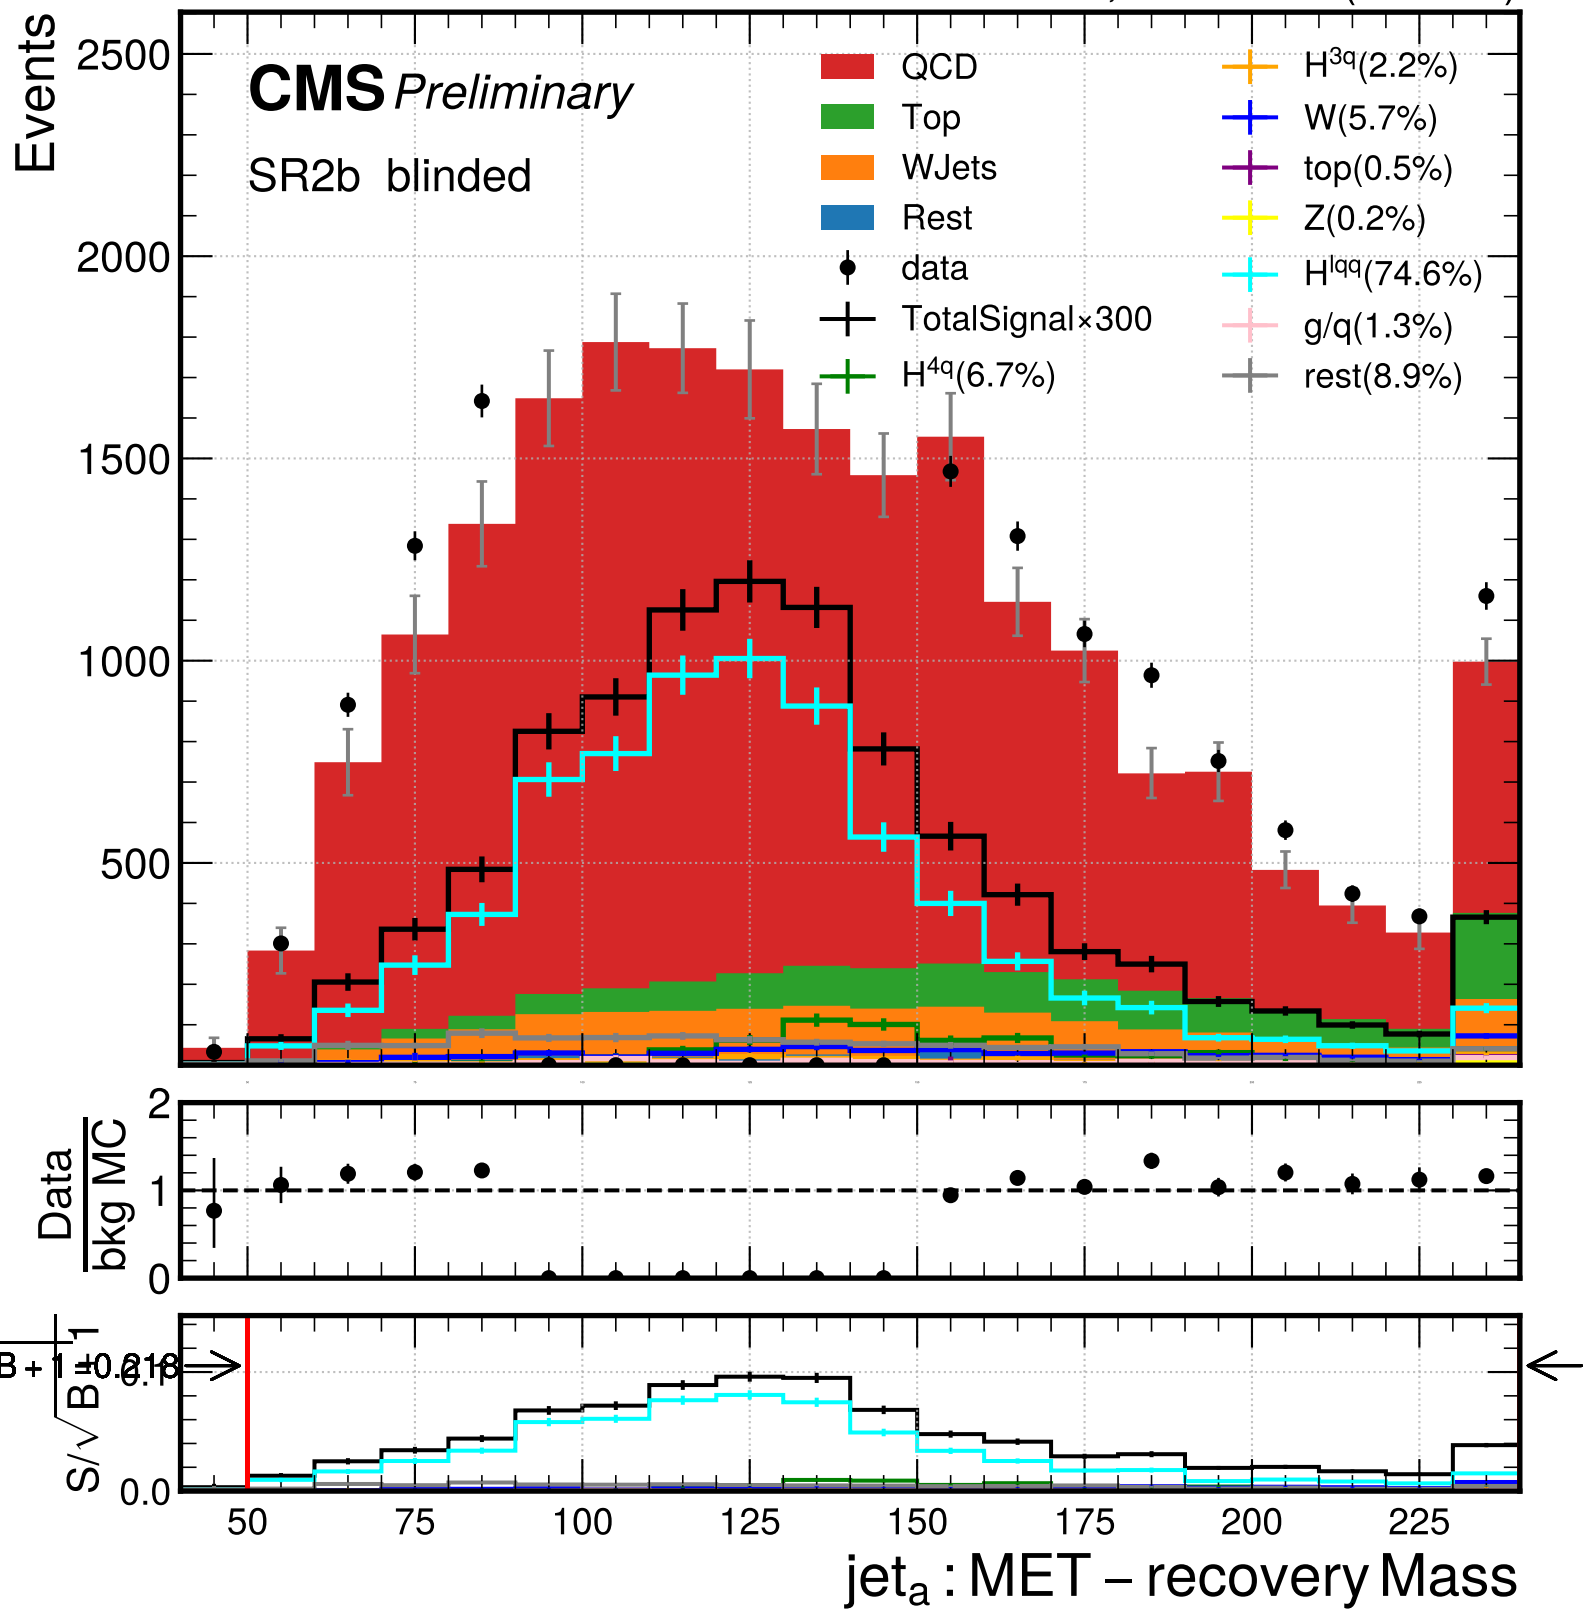 Events
2500
2000
1500
1000
500
CMS Preliminary
SR2b blinded
QCD
Top
WJets
Rest
data
TotalSignal×300
H4q(6.7%)
H3q(2.2%)
W(5.7%)
top(0.5%)
Z(0.2%)
Hlqq(74.6%)
g/q(1.3%)
rest(8.9%)
Data
bkg MC
2
1
0
S/√B + 1
0.0
50 75 100 125 150 175 200 225
jeta : MET – recovery Mass